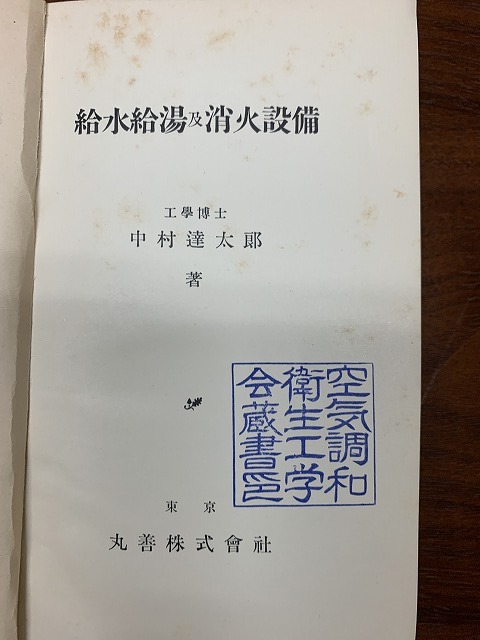 給水給湯及消火設備
工學博士
中村達太郎
著
空気調和
衛生工学
会蔵書印
東京
丸善株式會社